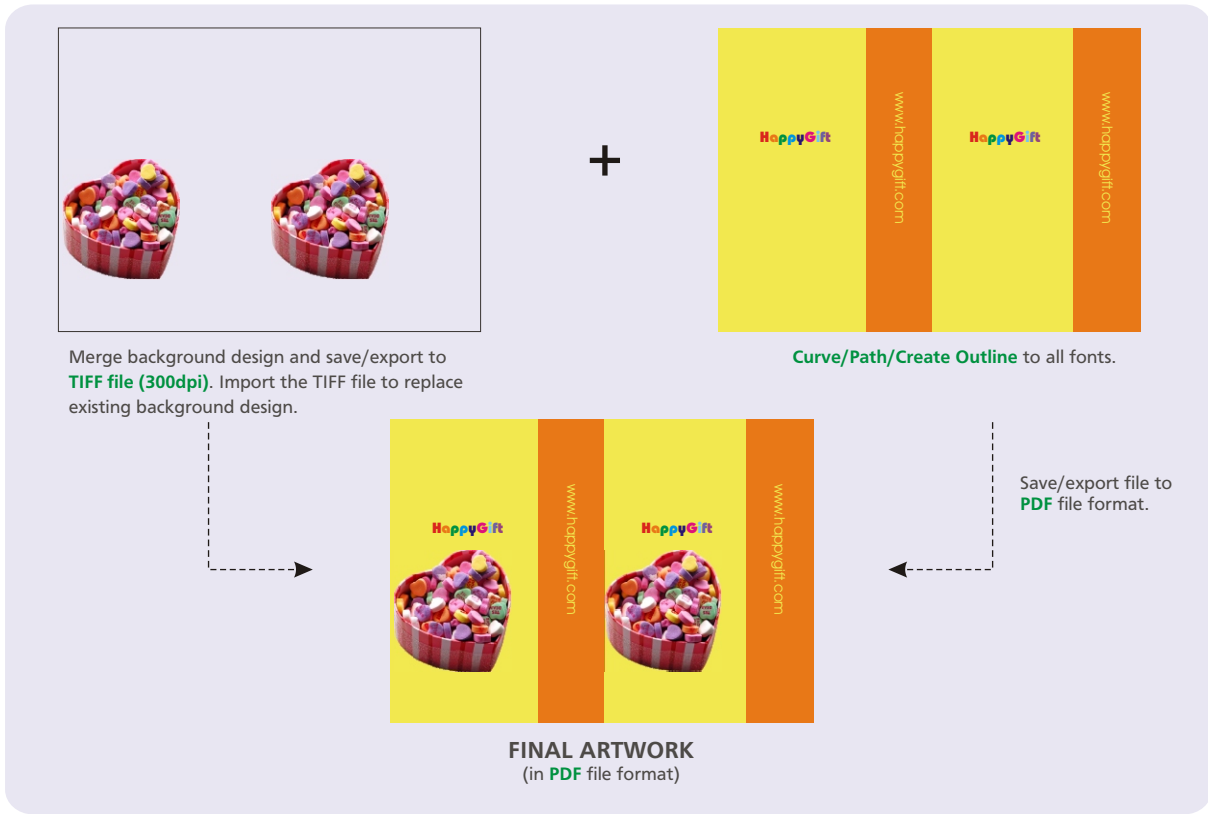 HappyGift
www.happygift.com
HappyGift
www.happygift.com
+
Merge background design and save/export to
TIFF file (300dpi). Import the TIFF file to replace
existing background design.
Curve/Path/Create Outline to all fonts.
Save/export file to
PDF file format.
HappyGift
www.happygift.com
HappyGift
www.happygift.com
FINAL ARTWORK
(in PDF file format)